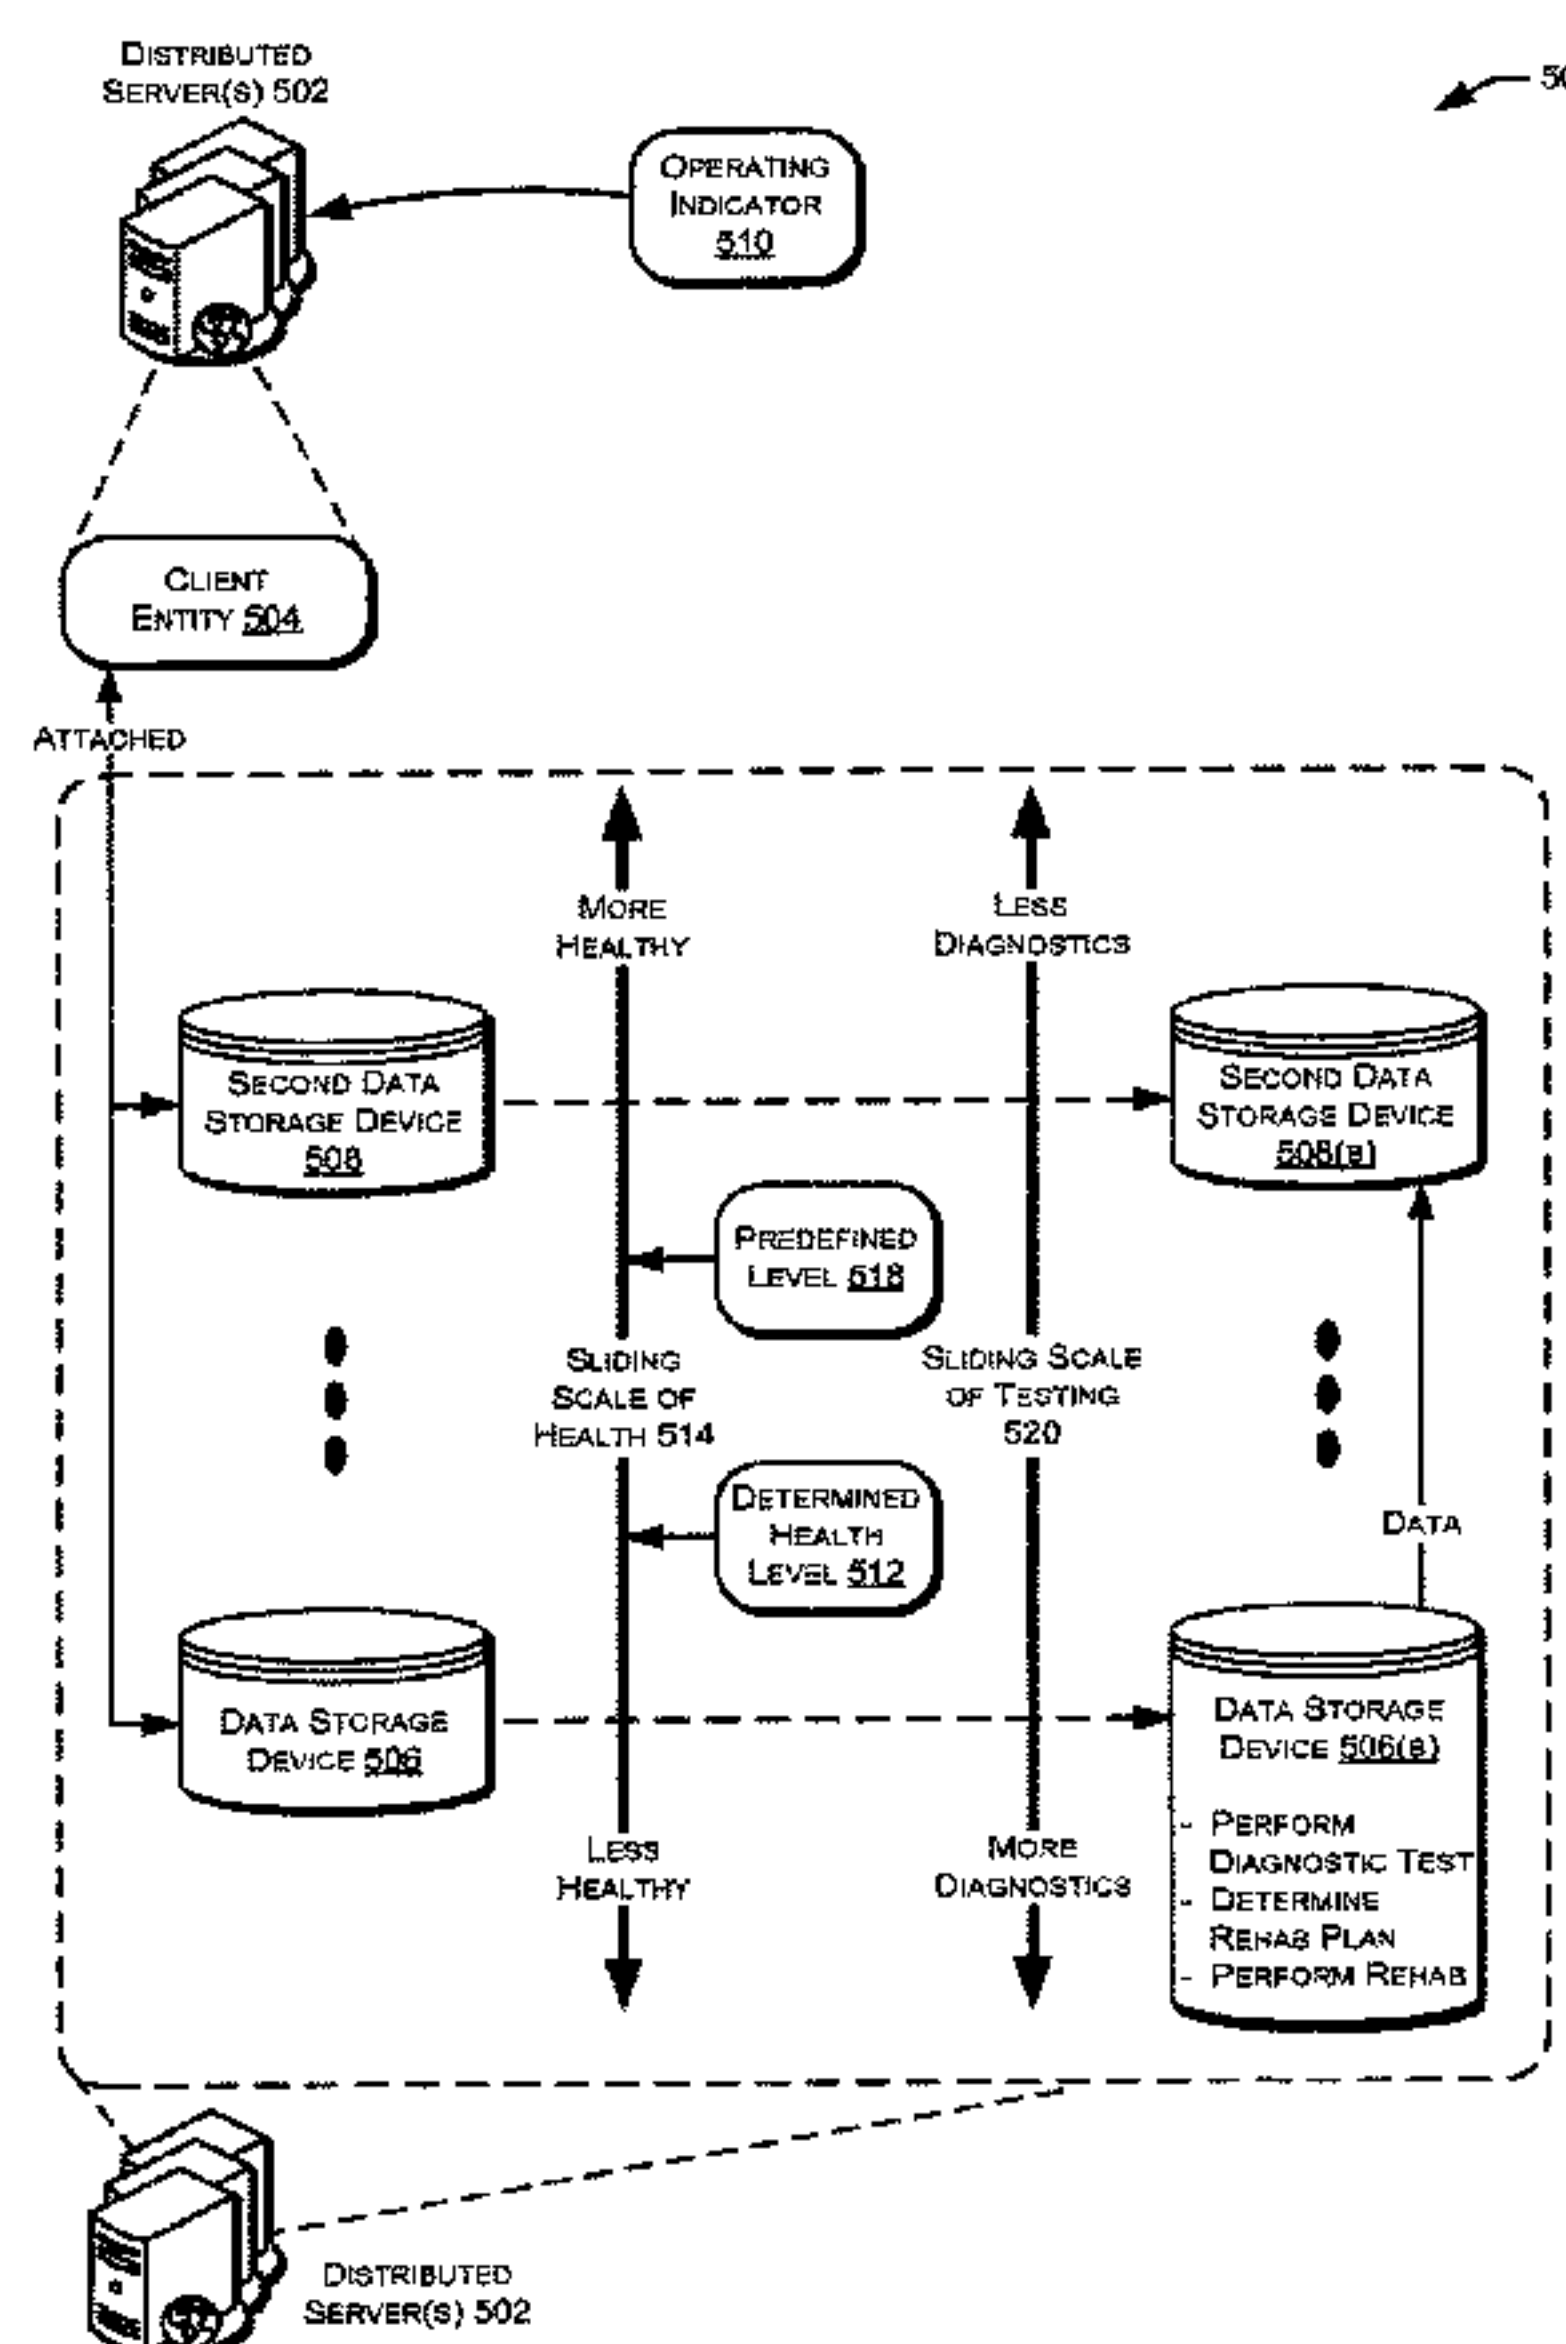 DISTRIBUTED
SERVER(S) 502
OPERATING
INDICATOR
510
CLIENT
ENTITY 504
ATTACHED
MORE
HEALTHY
LESS
DIAGNOSTICS
SECOND DATA
STORAGE DEVICE
508
SECOND DATA
STORAGE DEVICE
508(B)
PREDEFINED
LEVEL 518
SLIDING
SCALE OF
HEALTH 514
SLIDING SCALE
OF TESTING
520
DETERMINED
HEALTH
LEVEL 512
DATA
DATA STORAGE
DEVICE 506
DATA STORAGE
DEVICE 506(B)
- PERFORM
DIAGNOSTIC TEST
- DETERMINE
REHAB PLAN
- PERFORM REHAB
LESS
HEALTHY
MORE
DIAGNOSTICS
DISTRIBUTED
SERVER(S) 502